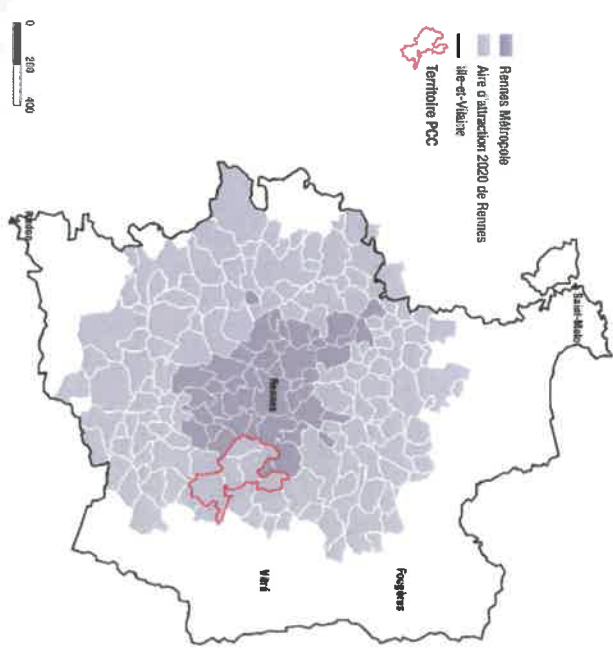 Rennes Métropole
Aire d'attraction 2020 de Rennes
Ille-et-Vilaine
Territoire PCC
0 200 400
Saint-Malo
Fougères
Vitré
Rennes
Redon